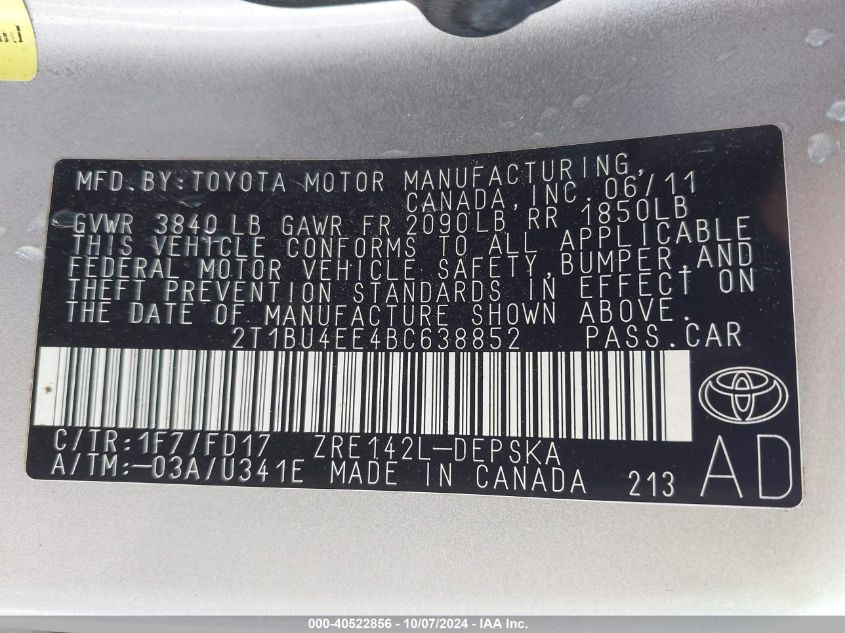 MFD.BY:TOYOTA MOTOR MANUFACTURING,
CANADA,INC. 06/11
GVWR 3840 LB GAWR FR 2090LB RR 1850LB
THIS VEHICLE CONFORMS TO ALL APPLICABLE
FEDERAL MOTOR VEHICLE SAFETY,BUMPER,AND
THEFT PREVENTION STANDARDS IN EFFECT ON
THE DATE OF MANUFACTURE SHOWN ABOVE.
2T1BU4EE4BC638852 PASS.CAR
C/TR:1F7/FD17 ZRE142L-DEPSKA
A/TM:-03A/U341E MADE IN CANADA 213
AD
000-40522856 - 10/07/2024 - IAA Inc.